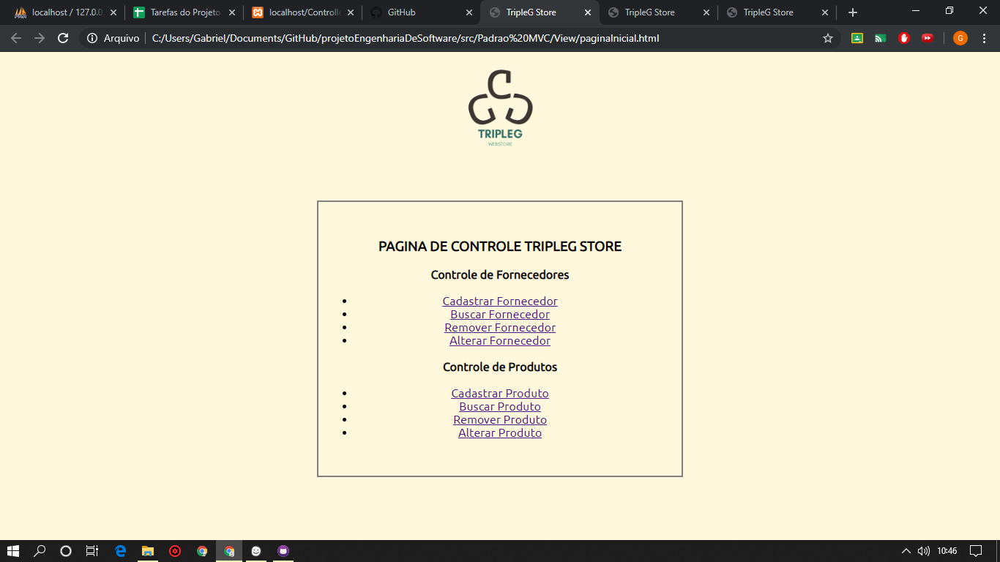 localhost / 127.0.0
Tarefas do Projeto
localhost/Controlle
GitHub
TripleG Store
TripleG Store
TripleG Store
Arquivo
C:/Users/Gabriel/Documents/GitHub/projetoEngenhariaDeSoftware/src/Padrao%20MVC/View/paginaInicial.html
G
TRIPLEG
WEBSTORE
PAGINA DE CONTROLE TRIPLEG STORE
Controle de Fornecedores
Cadastrar Fornecedor
Buscar Fornecedor
Remover Fornecedor
Alterar Fornecedor
Controle de Produtos
Cadastrar Produto
Buscar Produto
Remover Produto
Alterar Produto
10:46